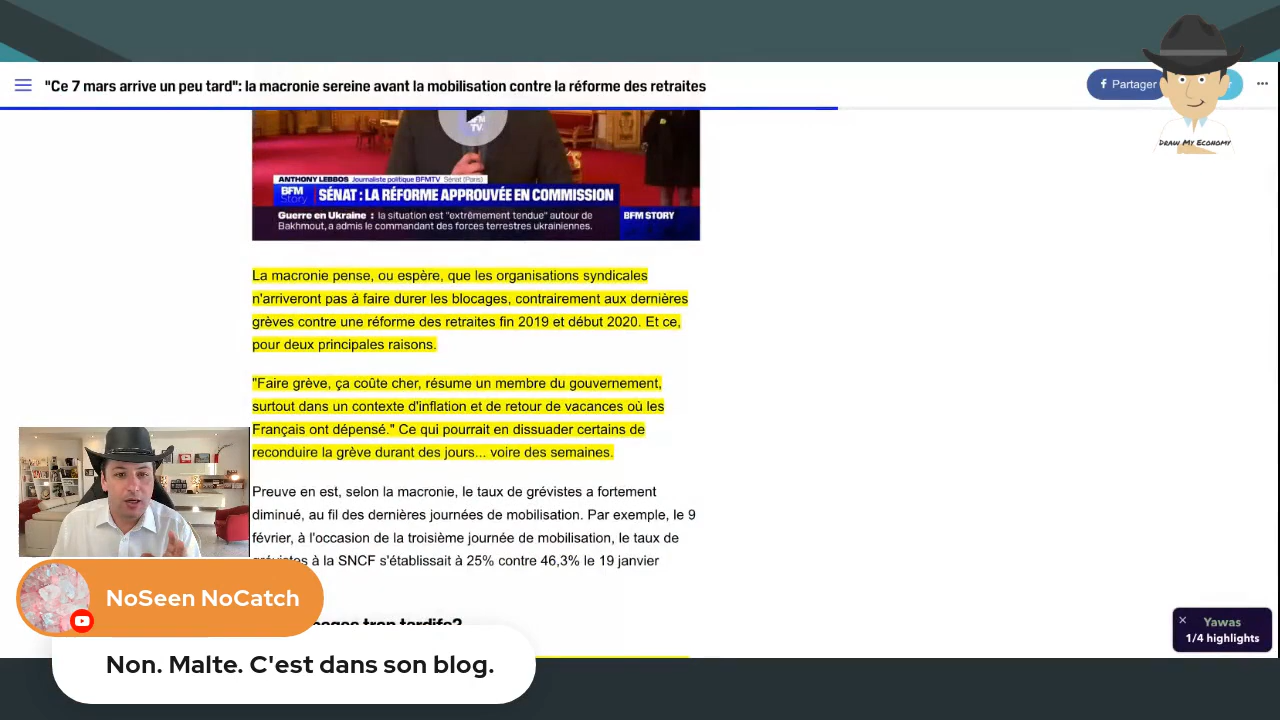 "Ce 7 mars arrive un peu tard": la macronie sereine avant la mobilisation contre la réforme des retraites
Partager
DRAW MY ECONOMY
BFM
TV.
ANTHONY LEBBOS Journaliste politique BFMTV Sénat (Paris)
BFM
Story
SÉNAT : LA RÉFORME APPROUVÉE EN COMMISSION
Guerre en Ukraine : la situation est "extrêmement tendue" autour de
Bakhmout, a admis le commandant des forces terrestres ukrainiennes.
BFM STORY
La macronie pense, ou espère, que les organisations syndicales
n'arriveront pas à faire durer les blocages, contrairement aux dernières
grèves contre une réforme des retraites fin 2019 et début 2020. Et ce,
pour deux principales raisons.
"Faire grève, ça coûte cher, résume un membre du gouvernement,
surtout dans un contexte d'inflation et de retour de vacances où les
Français ont dépensé." Ce qui pourrait en dissuader certains de
reconduire la grève durant des jours... voire des semaines.
Preuve en est, selon la macronie, le taux de grévistes a fortement
diminué, au fil des dernières journées de mobilisation. Par exemple, le 9
février, à l'occasion de la troisième journée de mobilisation, le taux de
grévistes à la SNCF s'établissait à 25% contre 46,3% le 19 janvier
trop tardifs?
NoSeen NoCatch
Non. Malte. C'est dans son blog.
Yawas
1/4 highlights